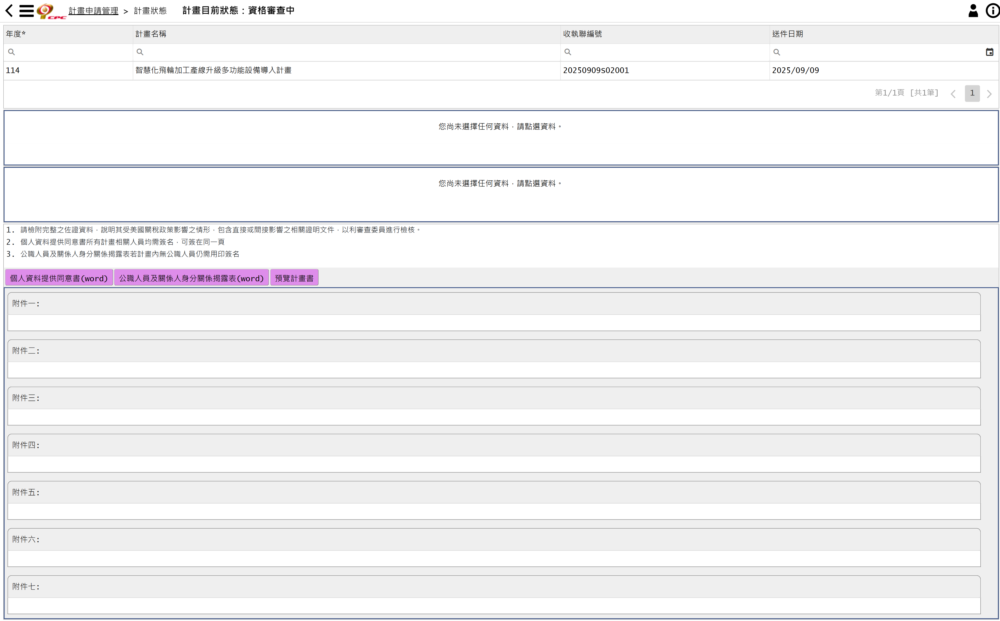 CPC 計畫申請管理 > 計畫狀態 計畫目前狀態：資格審查中
年度* 計畫名稱 收執聯編號 送件日期
114 智慧化飛輪加工產線升級多功能設備導入計畫 20250909S02001 2025/09/09
第1/1頁 [共1筆] 1
您尚未選擇任何資料，請點選資料。
您尚未選擇任何資料，請點選資料。
1. 請檢附完整之佐證資料，說明其受美國關稅政策影響之情形，包含直接或間接影響之相關證明文件，以利審查委員進行檢核。
2. 個人資料提供同意書所有計畫相關人員均需簽名，可簽在同一頁
3. 公職人員及關係人身分關係揭露表若計畫內無公職人員仍需用印簽名
個人資料提供同意書(word) 公職人員及關係人身分關係揭露表(word) 預覽計畫書
附件一:
附件二:
附件三:
附件四:
附件五:
附件六:
附件七: